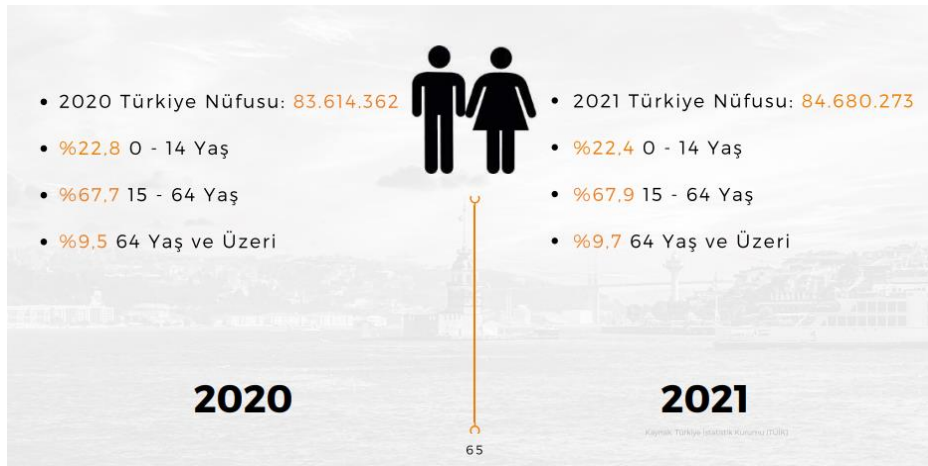 • 2020 Türkiye Nüfusu: 83.614.362
• %22,8 0 - 14 Yaş
• %67,7 15 - 64 Yaş
• %9,5 64 Yaş ve Üzeri
2020
• 2021 Türkiye Nüfusu: 84.680.273
• %22,4 0 - 14 Yaş
• %67,9 15 - 64 Yaş
• %9,7 64 Yaş ve Üzeri
2021
Kaynak: Türkiye İstatistik Kurumu (TÜİK)
65